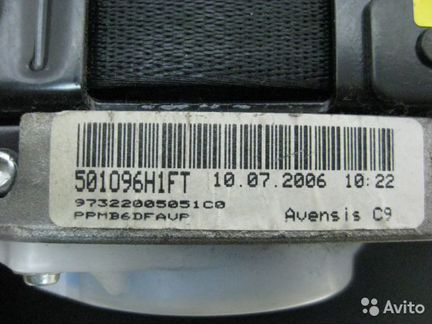 501096H1FT 10.07.2006 10:22
97322005051C0
PPMB6DFAVP Avensis C9
Avito